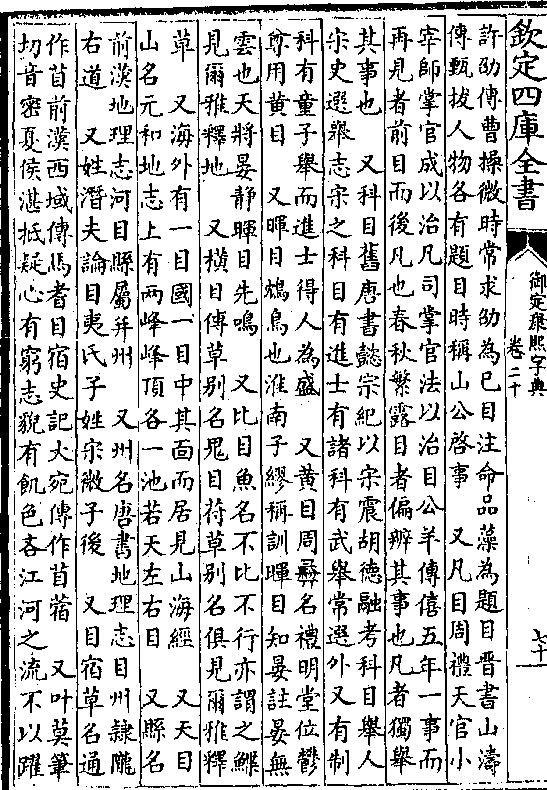 欽定四庫全書
御定康熙字典
卷二十
七十一
許劭傳曹操微時常求劭為己目注命品藻為題目晉書山濤
傳甄拔人物各有題目時稱山公啓事　又凡目周禮天官小
宰師掌官成以治凡司掌官法以治目公羊傳僖五年一事而
再見者前目而後凡也春秋繁露目者偏辨其事也凡者獨舉
其事也　又科目舊唐書懿宗紀以宋震胡德融考科目舉人
宋史選舉志宋之科目有進士有諸科有武舉常選外又有制
科有童子舉而進士得人為盛　又黃目周彞名禮明堂位鬱
尊用黃目　又暉目鴆鳥也淮南子繆稱訓暉目知晏註晏無
雲也天將晏静暉目先鳴　又比目魚名不比不行亦謂之鰈
見爾雅釋地　又橫目傳草别名鬼目苻草别名俱見爾雅釋
草　又海外有一目國一目中其面而居見山海經　又天目
山名元和地志上有兩峰峰頂各一池若天左右目　又縣名
前漢地理志河目縣屬并州　又州名唐書地理志目州隷隴
右道　又姓潛夫論目夷氏子姓宋微子後　又目宿草名通
作苜前漢西域傳馬耆目宿史記大宛傳作苜蓿　又叶莫筆
切音密夏侯湛抵疑心有窮志貌有飢色吝江河之流不以躍